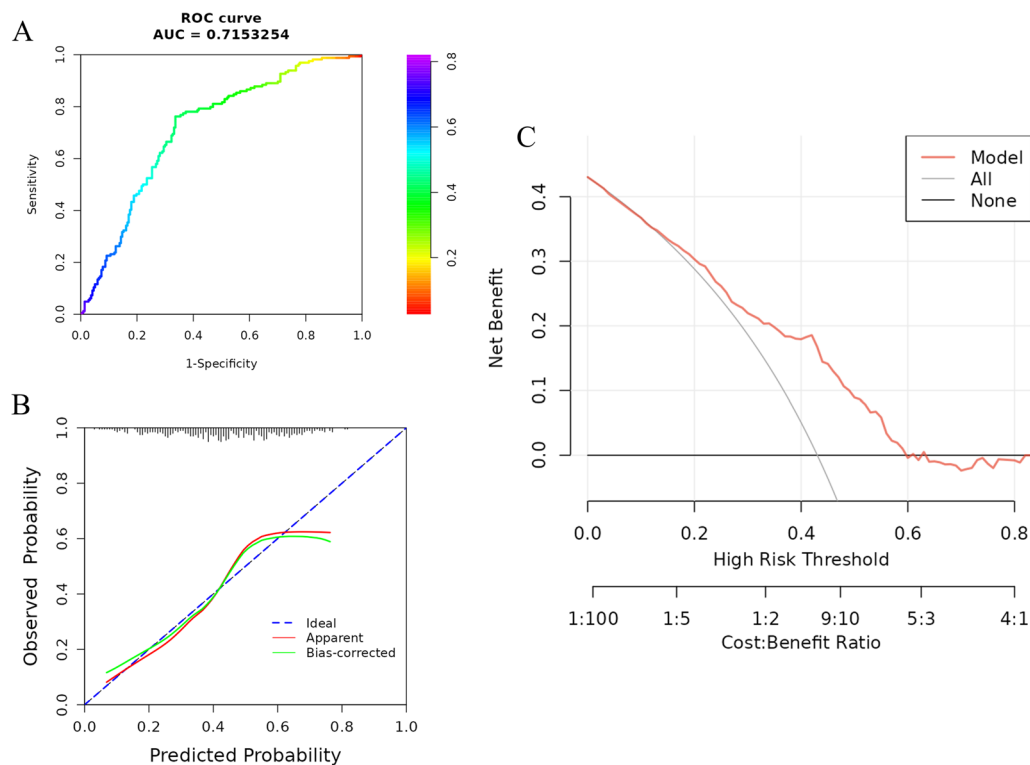 A
ROC curve
AUC = 0.7153254
1.0
0.8
0.6
0.4
0.2
0.0
Sensitivity
0.0 0.2 0.4 0.6 0.8 1.0
1-Specificity
0.8
0.6
0.4
0.2
B
1.0
0.8
0.6
0.4
0.2
0.0
Observed Probability
Ideal
Apparent
Bias-corrected
0.0 0.2 0.4 0.6 0.8 1.0
Predicted Probability
C
Model
All
None
0.4
0.3
0.2
0.1
0.0
Net Benefit
0.0 0.2 0.4 0.6 0.8
High Risk Threshold
1:100 1:5 1:2 9:10 5:3 4:1
Cost:Benefit Ratio